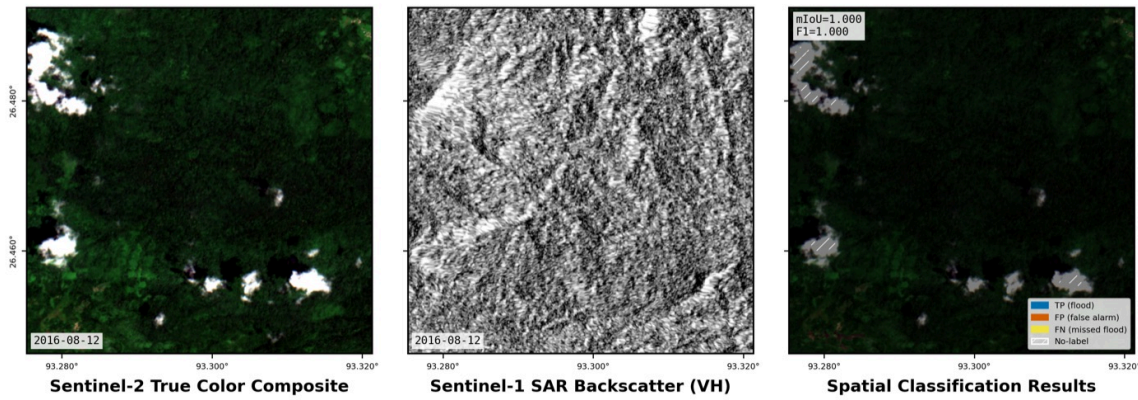 mIoU=1.000
F1=1.000
26.480°
26.460°
2016-08-12
2016-08-12
TP (flood)
FP (false alarm)
FN (missed flood)
No-label
93.280° 93.300° 93.320°
93.280° 93.300° 93.320°
93.280° 93.300° 93.320°
Sentinel-2 True Color Composite
Sentinel-1 SAR Backscatter (VH)
Spatial Classification Results